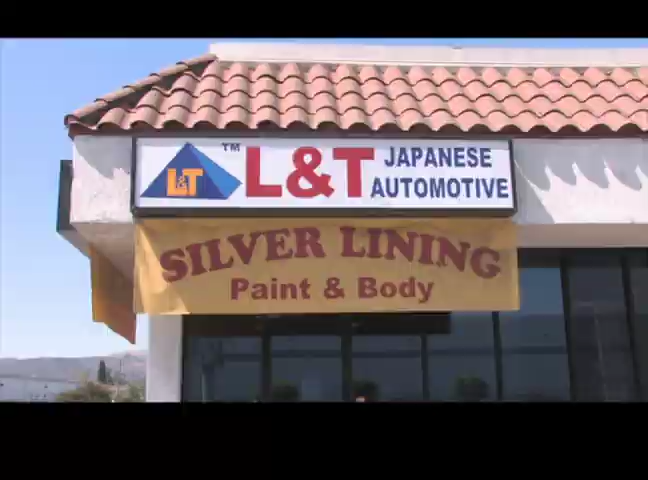 L&T
TM
L&T
JAPANESE
AUTOMOTIVE
SILVER LINING
Paint & Body